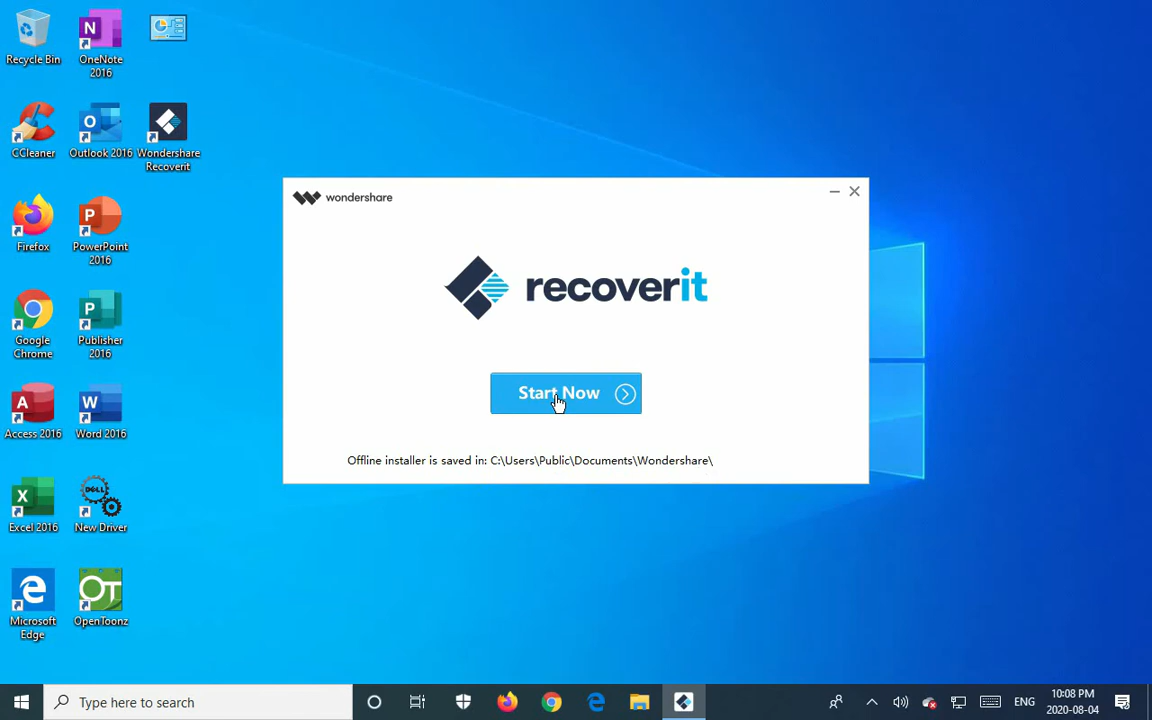 Recycle Bin
OneNote
2016
CCleaner
Outlook 2016
Wondershare
Recoverit
Firefox
PowerPoint
2016
Google
Chrome
Publisher
2016
Access 2016
Word 2016
Excel 2016
New Driver
Microsoft
Edge
OpenToonz
wondershare
recoverit
Start Now
Offline installer is saved in: C:\Users\Public\Documents\Wondershare\
Type here to search
ENG
10:08 PM
2020-08-04